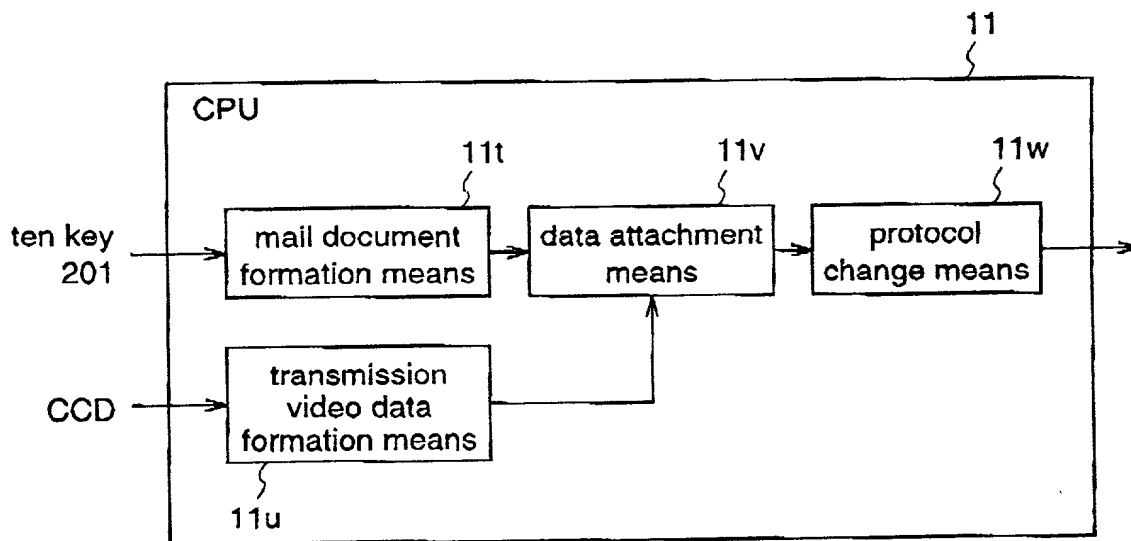 11
CPU
11t
11v
11w
ten key
201
mail document
formation means
data attachment
means
protocol
change means
CCD
transmission
video data
formation means
11u